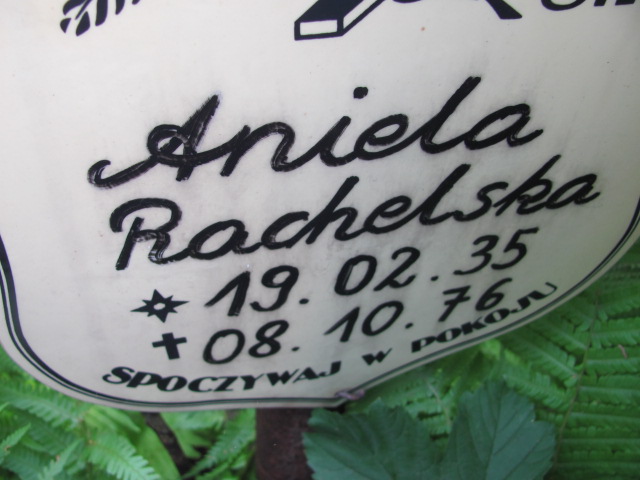 Aniela
Rachelska
19.02.35
08.10.76
SPOCZYWAJ W POKOJU